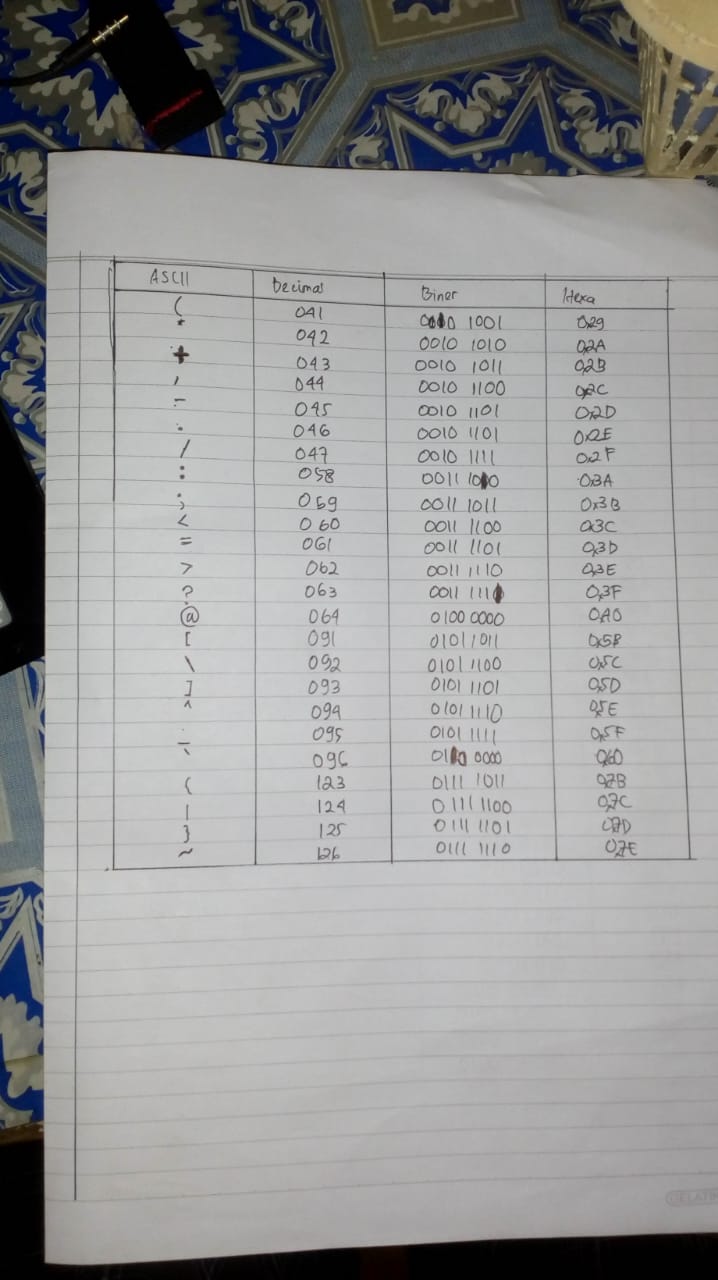 ASCII Decimal Biner Hexa
( 041 0010 1001 0x29
* 042 0010 1010 0x2A
+ 043 0010 1011 0x2B
, 044 0010 1100 0x2C
- 045 0010 1101 0x2D
. 046 0010 1101 0x2E
/ 047 0010 1111 0x2F
: 058 0011 1010 0x3A
; 059 0011 1011 0x3B
< 060 0011 1100 0x3C
= 061 0011 1101 0x3D
> 062 0011 1110 0x3E
? 063 0011 111 0x3F
@ 064 0100 0000 0x40
[ 091 0101 1011 0x5B
\ 092 0101 1100 0x5C
] 093 0101 1101 0x5D
^ 094 0101 1110 0x5E
_ 095 0101 1111 0x5F
` 096 0110 0000 0x60
{ 123 0111 1011 0x7B
| 124 0111 1100 0x7C
} 125 0111 1101 0x7D
~ 126 0111 1110 0x7E